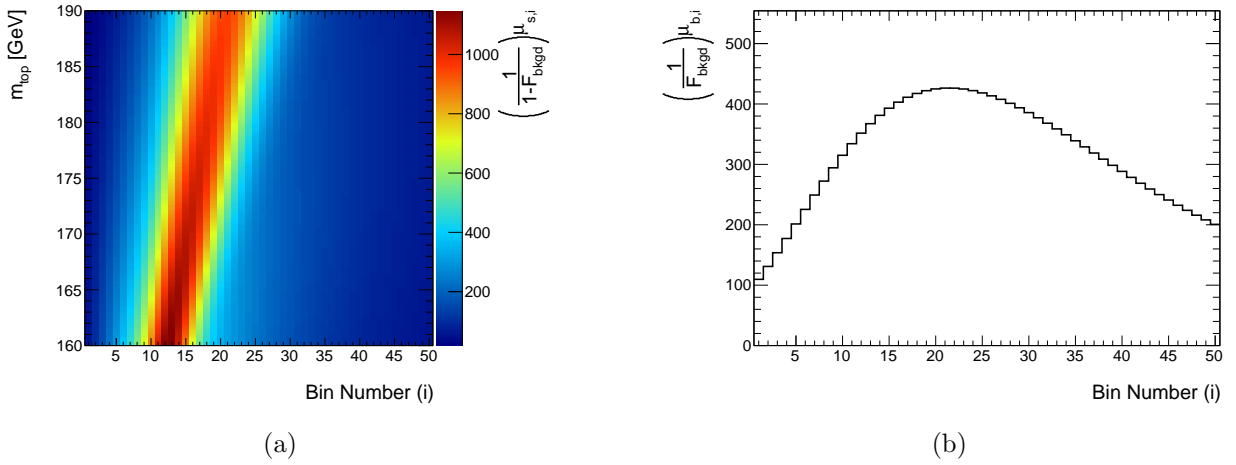 m_top [GeV]
190
185
180
175
170
165
160
5 10 15 20 25 30 35 40 45 50
Bin Number (i)
1000
800
600
400
200
(1/(1-F_bkgd)) μ_s,i
(a)
(1/F_bkgd) μ_b,i
500
400
300
200
100
0
5 10 15 20 25 30 35 40 45 50
Bin Number (i)
(b)